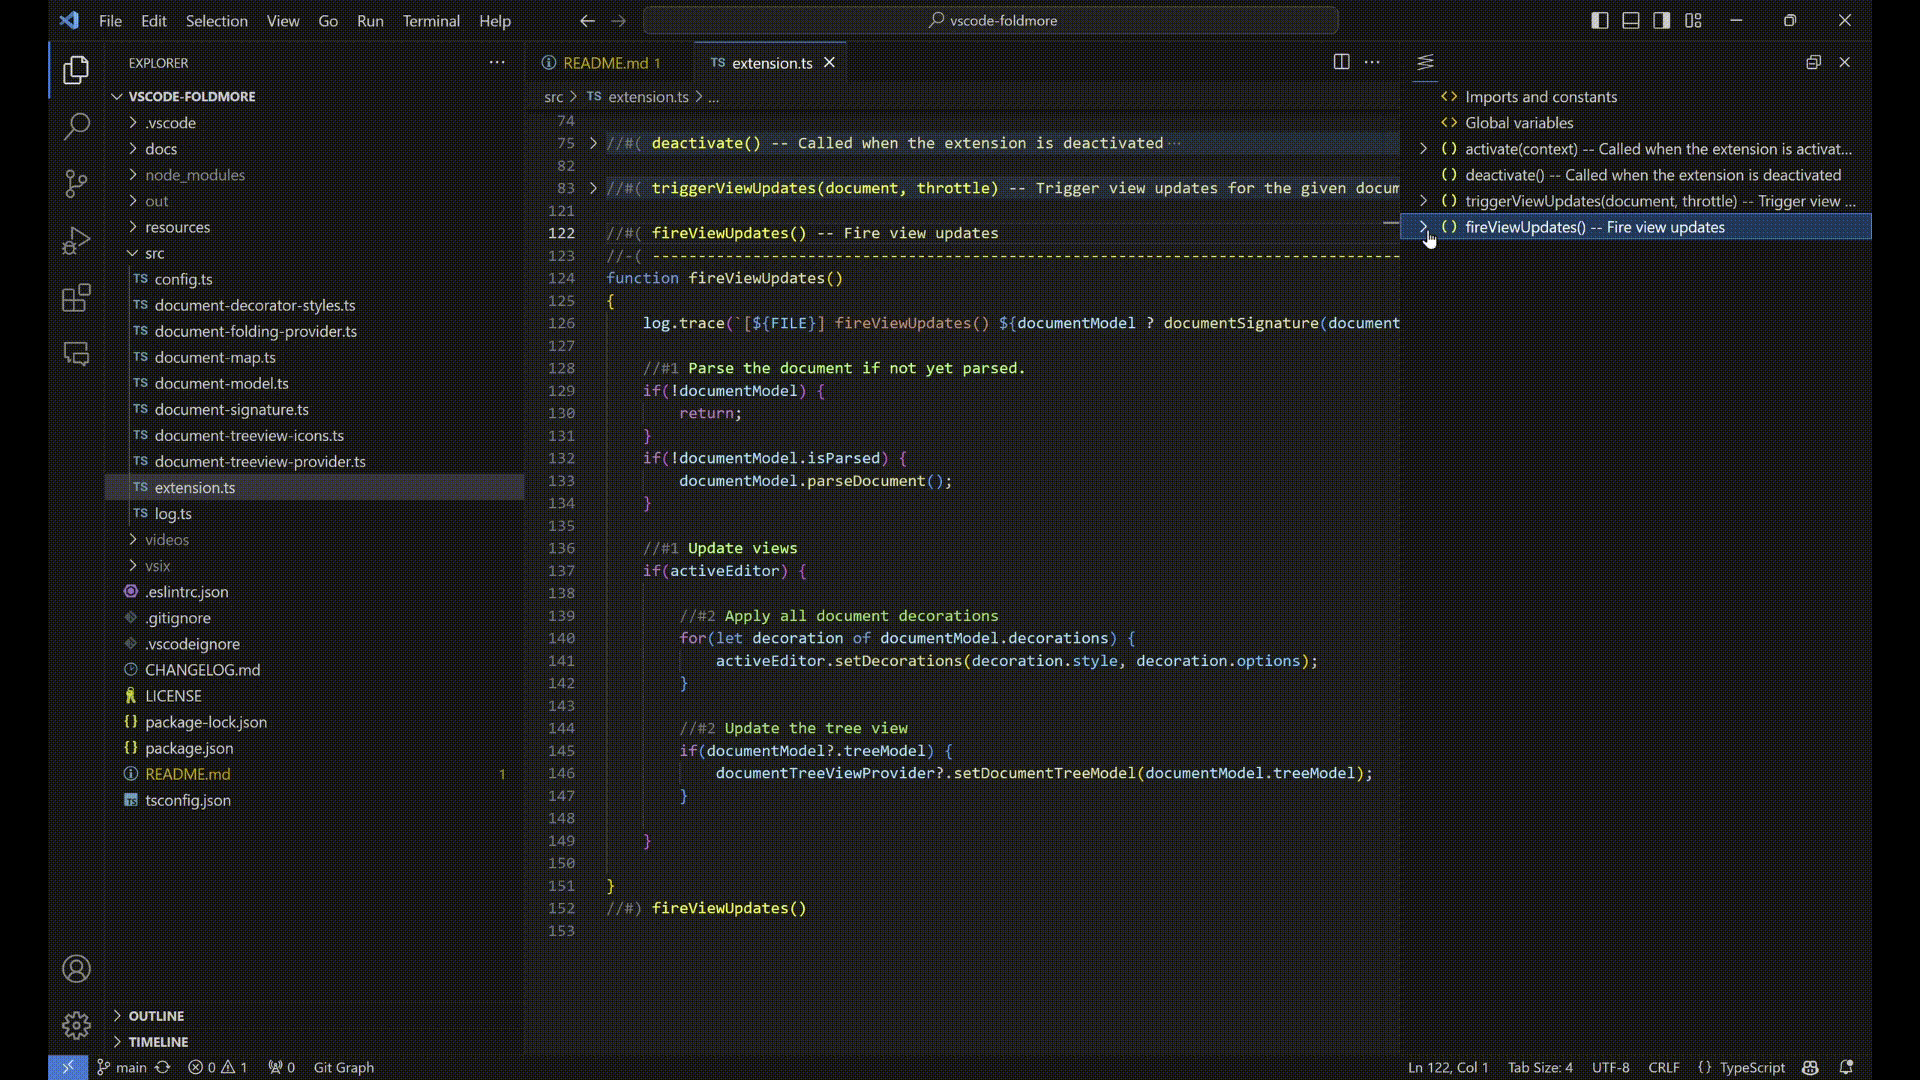 File Edit Selection View Go Run Terminal Help
vscode-foldmore
EXPLORER
VSCODE-FOLDMORE
.vscode
docs
node_modules
out
resources
src
TS config.ts
TS document-decorator-styles.ts
TS document-folding-provider.ts
TS document-map.ts
TS document-model.ts
TS document-signature.ts
TS document-treeview-icons.ts
TS document-treeview-provider.ts
TS extension.ts
TS log.ts
videos
vsix
.eslintrc.json
.gitignore
.vscodeignore
CHANGELOG.md
LICENSE
{} package-lock.json
{} package.json
README.md 1
TS tsconfig.json
OUTLINE
TIMELINE
README.md 1
TS extension.ts
src > TS extension.ts > ...
74
75 //#( deactivate() -- Called when the extension is deactivated ···
82
83 //#( triggerViewUpdates(document, throttle) -- Trigger view updates for the given docum
121
122 //#( fireViewUpdates() -- Fire view updates
123 //-( ----------------------------------------------------------------------------------
124 function fireViewUpdates()
125 {
126 log.trace(`[${FILE}] fireViewUpdates() ${documentModel ? documentSignature(document
127
128 //#1 Parse the document if not yet parsed.
129 if(!documentModel) {
130 return;
131 }
132 if(!documentModel.isParsed) {
133 documentModel.parseDocument();
134 }
135
136 //#1 Update views
137 if(activeEditor) {
138
139 //#2 Apply all document decorations
140 for(let decoration of documentModel.decorations) {
141 activeEditor.setDecorations(decoration.style, decoration.options);
142 }
143
144 //#2 Update the tree view
145 if(documentModel?.treeModel) {
146 documentTreeViewProvider?.setDocumentTreeModel(documentModel.treeModel);
147 }
148
149 }
150
151 }
152 //#) fireViewUpdates()
153
<> Imports and constants
<> Global variables
() activate(context) -- Called when the extension is activat...
() deactivate() -- Called when the extension is deactivated
() triggerViewUpdates(document, throttle) -- Trigger view ...
() fireViewUpdates() -- Fire view updates
main 0 1 0 Git Graph
Ln 122, Col 1 Tab Size: 4 UTF-8 CRLF {} TypeScript